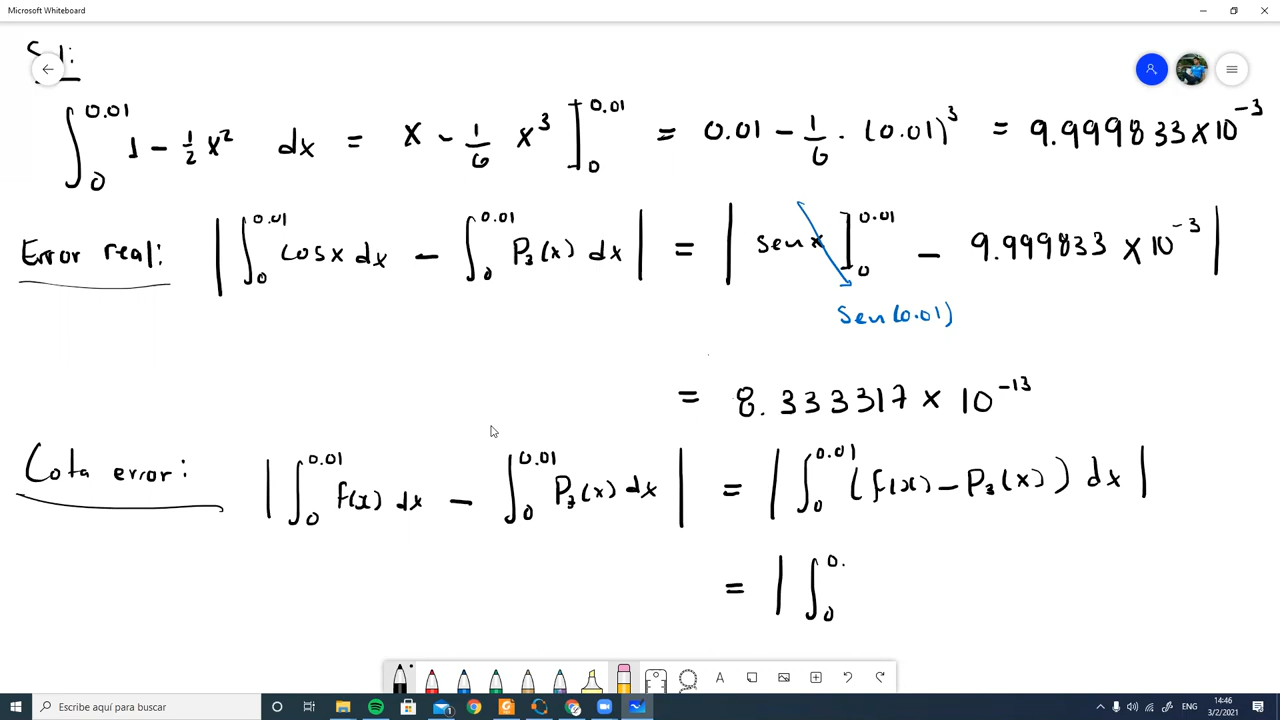 Microsoft Whiteboard
∫₀^0.01 1 − 1/2 x² dx = x − 1/6 x³ ]₀^0.01 = 0.01 − 1/6 · (0.01)³ = 9.999833 × 10⁻³
Error real: | ∫₀^0.01 cos x dx − ∫₀^0.01 P₃(x) dx | = | sen x ]₀^0.01 − 9.999833 × 10⁻³ |
Sen(0.01)
= 8.333317 × 10⁻¹³
Cota error: | ∫₀^0.01 f(x) dx − ∫₀^0.01 P₃(x) dx | = | ∫₀^0.01 (f(x) − P₃(x)) dx |
= | ∫₀^0.
Escribe aquí para buscar
ENG
14:46
3/2/2021